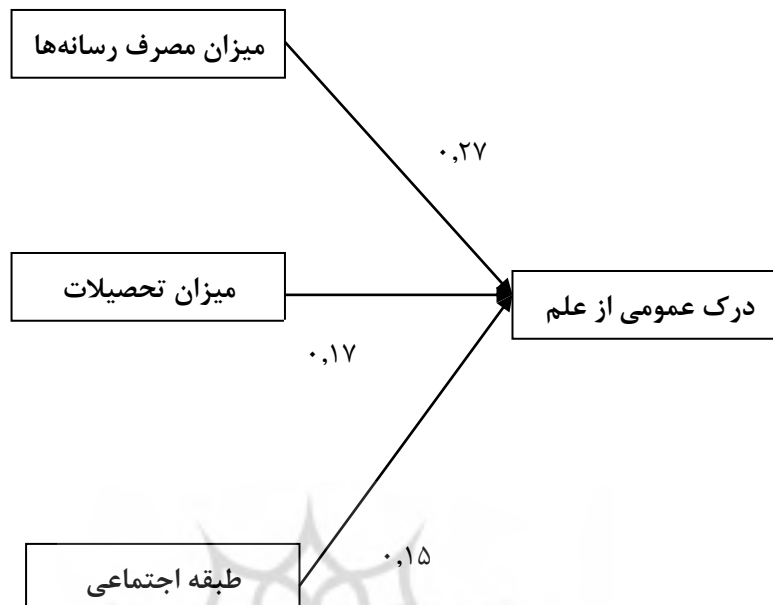 میزان مصرف رسانه‌ها
۰,۲۷
میزان تحصیلات
درک عمومی از علم
۰,۱۷
۰,۱۵
طبقه اجتماعی